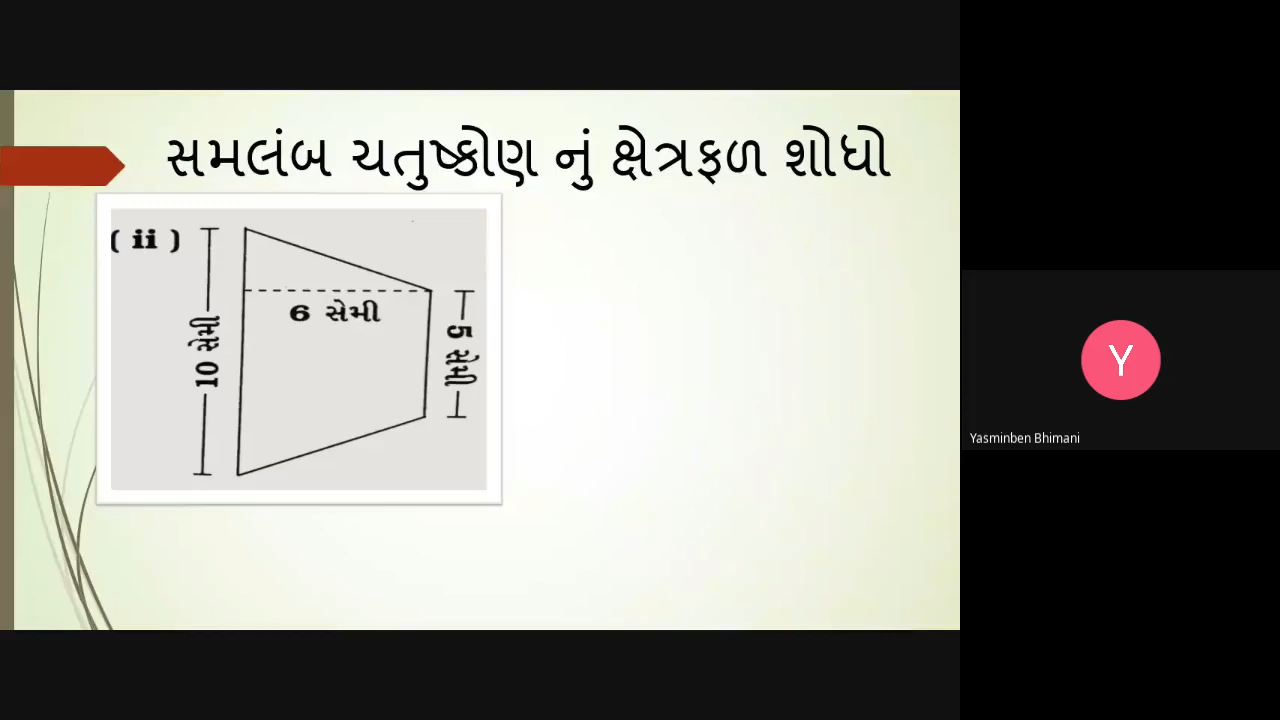 સમલંબ ચતુષ્કોણ નું ક્ષેત્રફળ શોધો
( ii )
10 સેમી
6 સેમી
5 સેમી
Y
Yasminben Bhimani